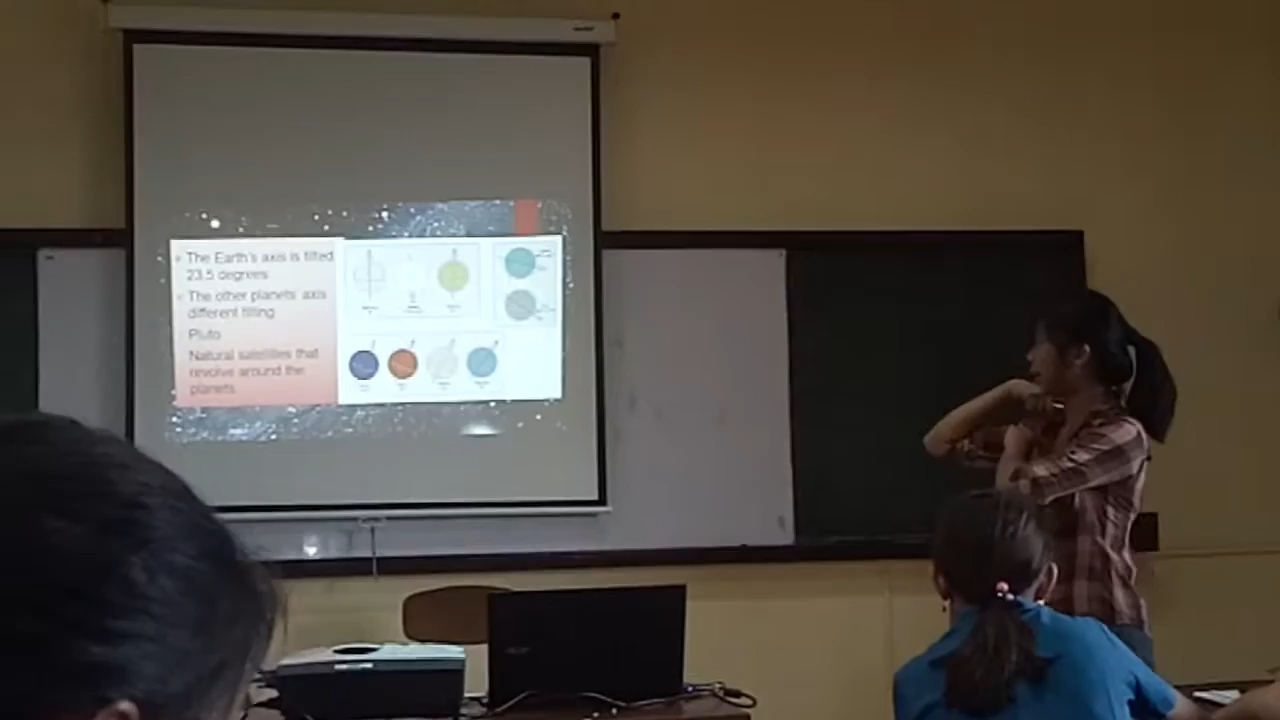 The Earth's axis is tilted
23.5 degrees
The other planets' axis
different tilting
Pluto
Natural satellites that
revolve around the
planets